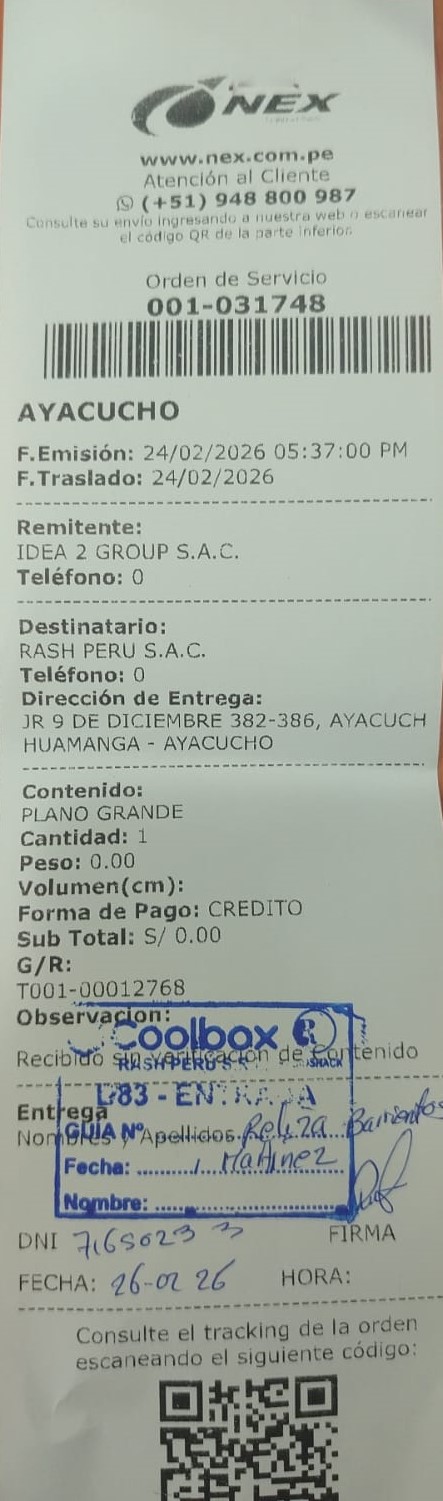 NEX
www.nex.com.pe
Atención al Cliente
(+51) 948 800 987
Consulte su envío ingresando a nuestra web o escanear
el código QR de la parte inferior.
Orden de Servicio
001-031748
AYACUCHO
F.Emisión: 24/02/2026 05:37:00 PM
F.Traslado: 24/02/2026
Remitente:
IDEA 2 GROUP S.A.C.
Teléfono: 0
Destinatario:
RASH PERU S.A.C.
Teléfono: 0
Dirección de Entrega:
JR 9 DE DICIEMBRE 382-386, AYACUCH
HUAMANGA - AYACUCHO
Contenido:
PLANO GRANDE
Cantidad: 1
Peso: 0.00
Volumen(cm):
Forma de Pago: CREDITO
Sub Total: S/ 0.00
G/R:
T001-00012768
Observacion:
Coolbox
Recibido sin verificación de Contenido
RASH PERU S
SHACK
L83 - ENTRADA
Entrega
Nombres y Apellidos Barrientos
GUIA Nº
Fecha: Martinez
Nombre:
DNI FIRMA
FECHA: 26-02 26 HORA:
Consulte el tracking de la orden
escaneando el siguiente código: